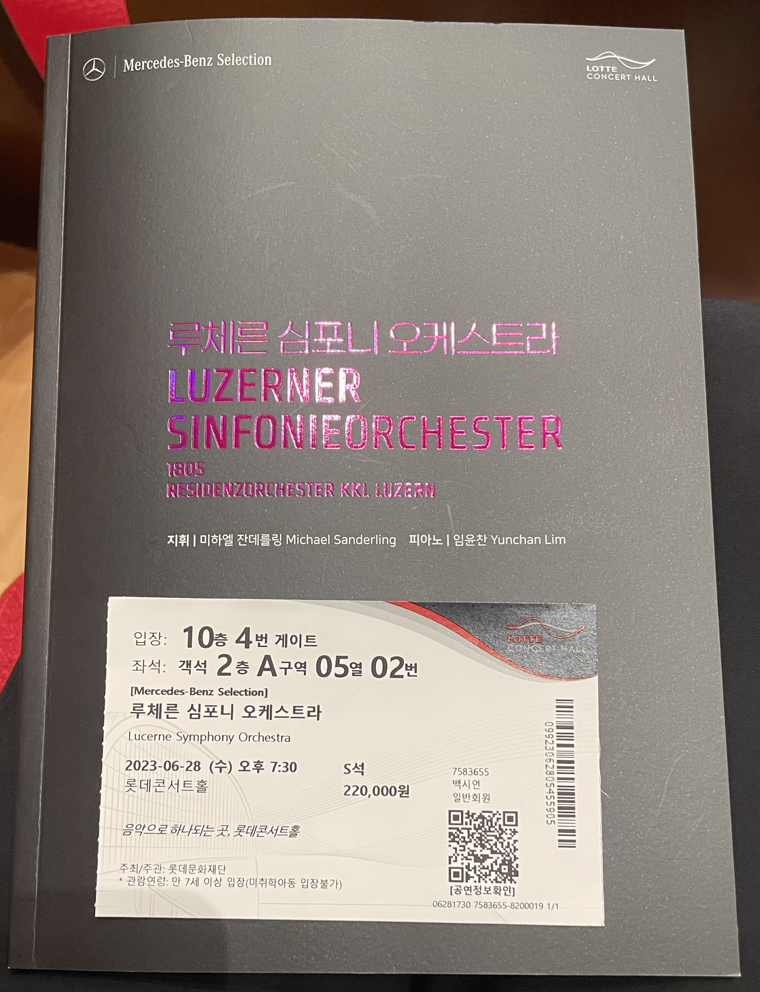 Mercedes-Benz Selection
LOTTE
CONCERT HALL
루체른 심포니 오케스트라
LUZERNER
SINFONIEORCHESTER
1805
RESIDENZORCHESTER KKL LUZERN
지휘 | 미하엘 잔데를링 Michael Sanderling 피아노 | 임윤찬 Yunchan Lim
입장: 10층 4번 게이트
좌석: 객석 2층 A구역 05열 02번
LOTTE
CONCERT HALL
[Mercedes-Benz Selection]
루체른 심포니 오케스트라
Lucerne Symphony Orchestra
2023-06-28 (수) 오후 7:30
롯데콘서트홀
S석
220,000원
7583655
백시연
일반회원
음악으로 하나되는 곳, 롯데콘서트홀
주최/주관: 롯데문화재단
* 관람연령: 만 7세 이상 입장(미취학아동 입장불가)
[공연정보확인]
06281730 7583655-8200019 1/1
09923062805455905